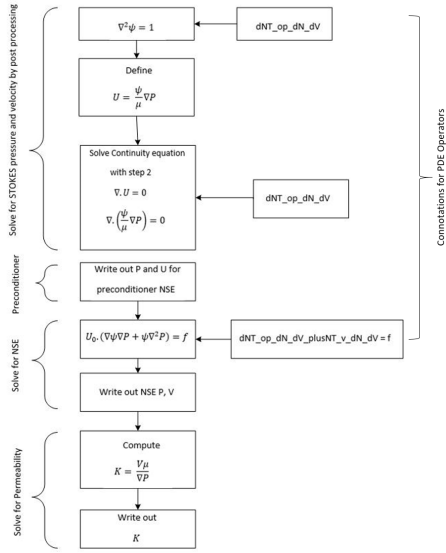 ∇²ψ = 1
dNT_op_dN_dV
Define
U = ψ/μ ∇P
Solve Continuity equation
with step 2
∇. U = 0
∇. (ψ/μ ∇P) = 0
dNT_op_dN_dV
Write out P and U for
preconditioner NSE
U₀. (∇ψ∇P + ψ∇²P) = f
dNT_op_dN_dV_plusNT_v_dN_dV = f
Write out NSE P, V
Compute
K = Vμ/∇P
Write out
K
Solve for STOKES pressure and velocity by post processing
Preconditioner
Solve for NSE
Solve for Permeability
Connotations for PDE Operators